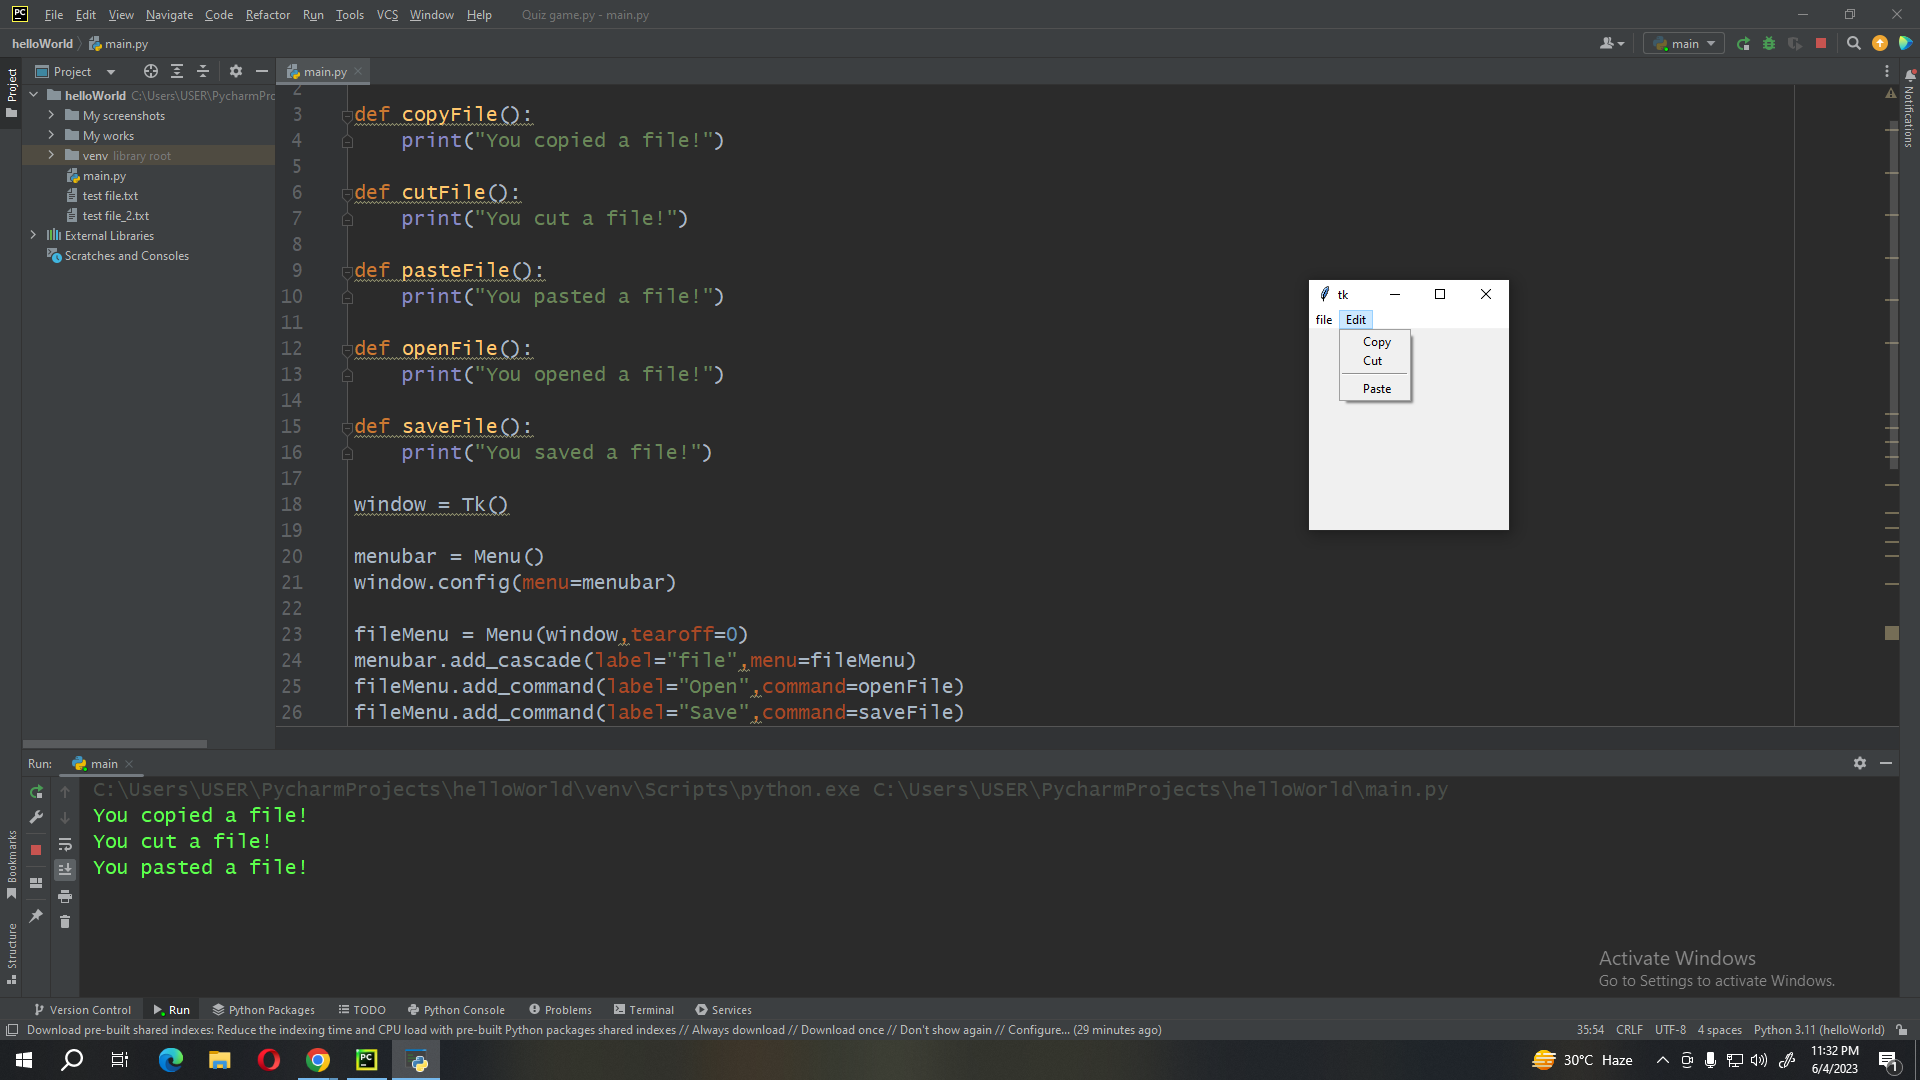 File Edit View Navigate Code Refactor Run Tools VCS Window Help Quiz game.py - main.py
helloWorld main.py
main
Project
Project
main.py
Notifications
helloWorld C:\Users\USER\PycharmPro
My screenshots
My works
venv library root
main.py
test file.txt
test file_2.txt
External Libraries
Scratches and Consoles
2
3 def copyFile():
4 print("You copied a file!")
5
6 def cutFile():
7 print("You cut a file!")
8
9 def pasteFile():
10 print("You pasted a file!")
11
12 def openFile():
13 print("You opened a file!")
14
15 def saveFile():
16 print("You saved a file!")
17
18 window = Tk()
19
20 menubar = Menu()
21 window.config(menu=menubar)
22
23 fileMenu = Menu(window,tearoff=0)
24 menubar.add_cascade(label="file",menu=fileMenu)
25 fileMenu.add_command(label="Open",command=openFile)
26 fileMenu.add_command(label="Save",command=saveFile)
tk
file Edit
Copy
Cut
Paste
Run: main
C:\Users\USER\PycharmProjects\helloWorld\venv\Scripts\python.exe C:\Users\USER\PycharmProjects\helloWorld\main.py
You copied a file!
You cut a file!
You pasted a file!
Bookmarks
Structure
Activate Windows
Go to Settings to activate Windows.
Version Control Run Python Packages TODO Python Console Problems Terminal Services
Download pre-built shared indexes: Reduce the indexing time and CPU load with pre-built Python packages shared indexes // Always download // Download once // Don't show again // Configure... (29 minutes ago) 35:54 CRLF UTF-8 4 spaces Python 3.11 (helloWorld)
30°C Haze
11:32 PM
6/4/2023
1